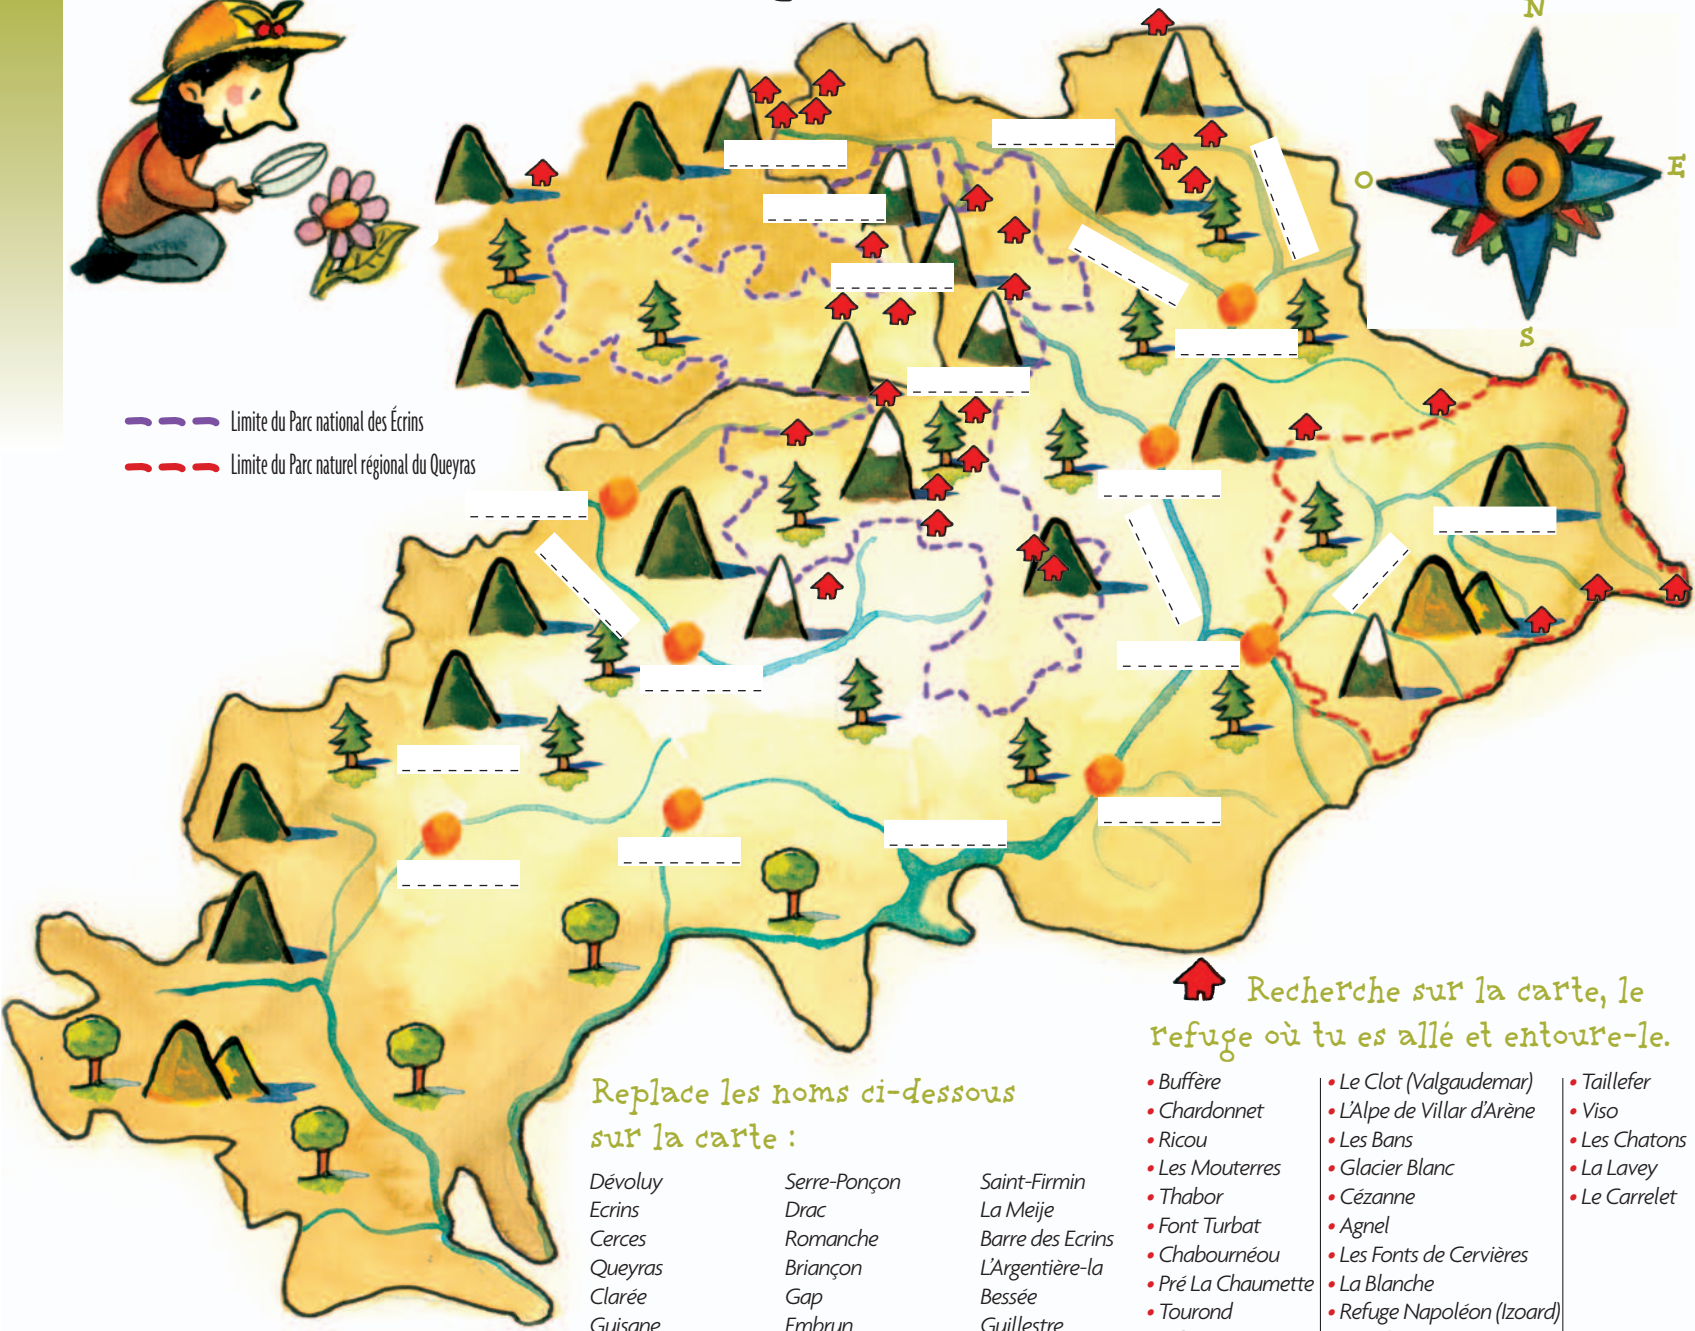 N
O
E
S
Limite du Parc national des Écrins
Limite du Parc naturel régional du Queyras
Recherche sur la carte, le
refuge où tu es allé et entoure-le.
Replace les noms ci-dessous
sur la carte :
Dévoluy
Ecrins
Cerces
Queyras
Clarée
Guisane
Serre-Ponçon
Drac
Romanche
Briançon
Gap
Embrun
Saint-Firmin
La Meije
Barre des Ecrins
L'Argentière-la
Bessée
Guillestre
• Buffère
• Chardonnet
• Ricou
• Les Mouterres
• Thabor
• Font Turbat
• Chabournéou
• Pré La Chaumette
• Tourond
• Le Clot (Valgaudemar)
• L'Alpe de Villar d'Arène
• Les Bans
• Glacier Blanc
• Cézanne
• Agnel
• Les Fonts de Cervières
• La Blanche
• Refuge Napoléon (Izoard)
• Taillefer
• Viso
• Les Chatons
• La Lavey
• Le Carrelet